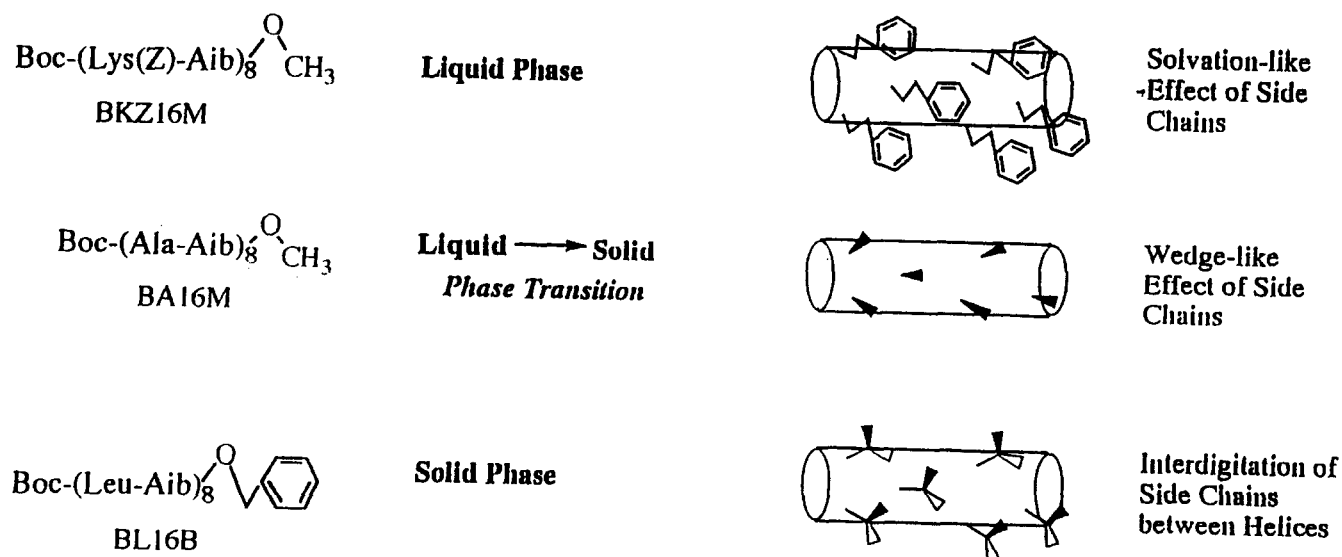 Boc-(Lys(Z)-Aib)8 O CH3
BKZ16M
Liquid Phase
Solvation-like
Effect of Side
Chains
Boc-(Ala-Aib)8 O CH3
BA16M
Liquid → Solid
Phase Transition
Wedge-like
Effect of Side
Chains
Boc-(Leu-Aib)8 O
BL16B
Solid Phase
Interdigitation of
Side Chains
between Helices